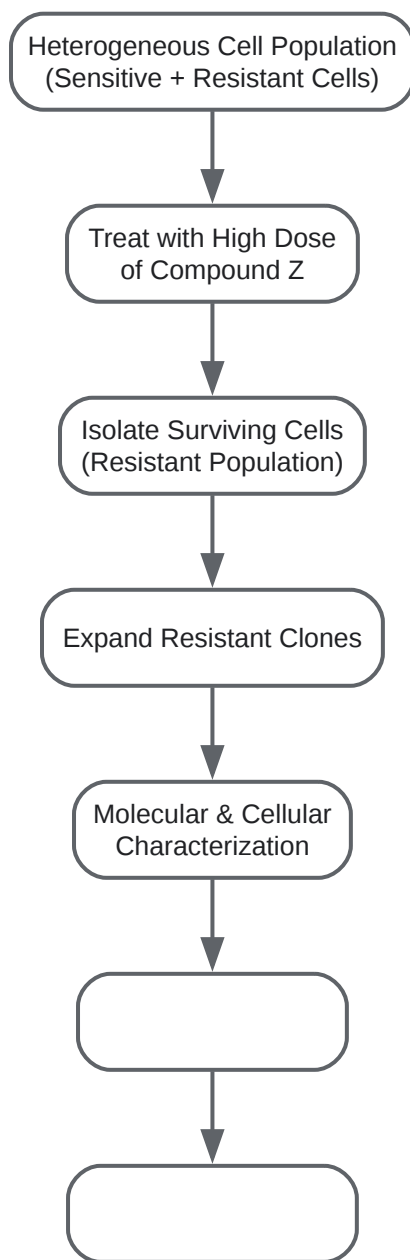 Heterogeneous Cell Population
(Sensitive + Resistant Cells)
Treat with High Dose
of Compound Z
Isolate Surviving Cells
(Resistant Population)
Expand Resistant Clones
Molecular & Cellular
Characterization